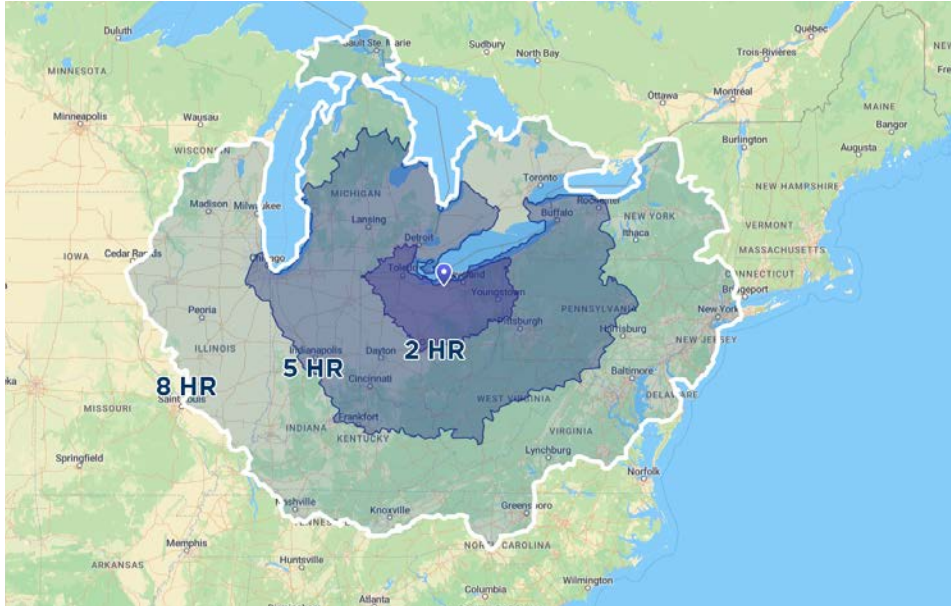 Duluth
Sault Ste. Marie
Sudbury
North Bay
Québec
Trois-Rivières
MINNESOTA
Minneapolis
Wausau
Ottawa
Montréal
MAINE
Bangor
Burlington
Augusta
WISCONSIN
Toronto
NEW HAMPSHIRE
MICHIGAN
Madison
Milwaukee
Rochester
Buffalo
NEW YORK
Lansing
Ithaca
VERMONT
Detroit
MASSACHUSETTS
IOWA
Cedar Rapids
Chicago
Toledo
CONNECTICUT
Bridgeport
Youngstown
Peoria
PENNSYLVANIA
New York
Pittsburgh
Harrisburg
NEW JERSEY
ILLINOIS
Indianapolis
Dayton
2 HR
5 HR
8 HR
Baltimore
Cincinnati
MISSOURI
Saint Louis
WEST VIRGINIA
DELAWARE
Frankfort
INDIANA
KENTUCKY
VIRGINIA
Lynchburg
Springfield
Norfolk
Nashville
Knoxville
Greensboro
TENNESSEE
Memphis
NORTH CAROLINA
Huntsville
ARKANSAS
Wilmington
Columbia
Atlanta